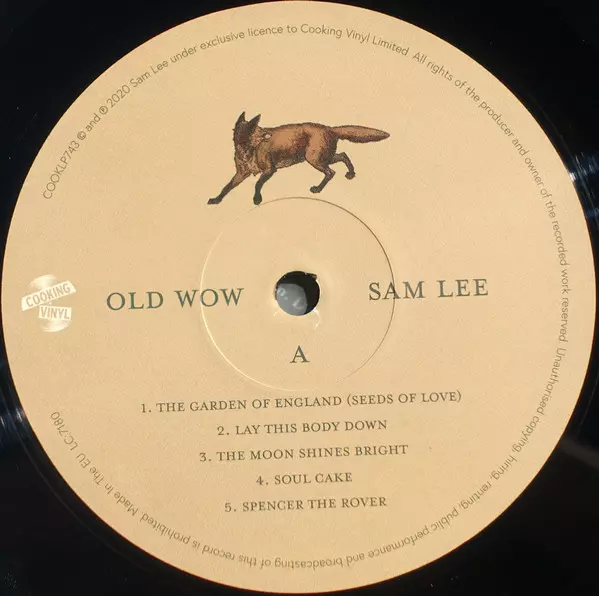 COOKLP743 © and ℗ 2020 Sam Lee under exclusive licence to Cooking Vinyl Limited. All rights of the producer and owner of the recorded work reserved. Unauthorised copying, hiring, renting, public performance and broadcasting of this record is prohibited. Made In The EU. LC:7180
COOKING
VINYL
OLD WOW
SAM LEE
A
1. THE GARDEN OF ENGLAND (SEEDS OF LOVE)
2. LAY THIS BODY DOWN
3. THE MOON SHINES BRIGHT
4. SOUL CAKE
5. SPENCER THE ROVER